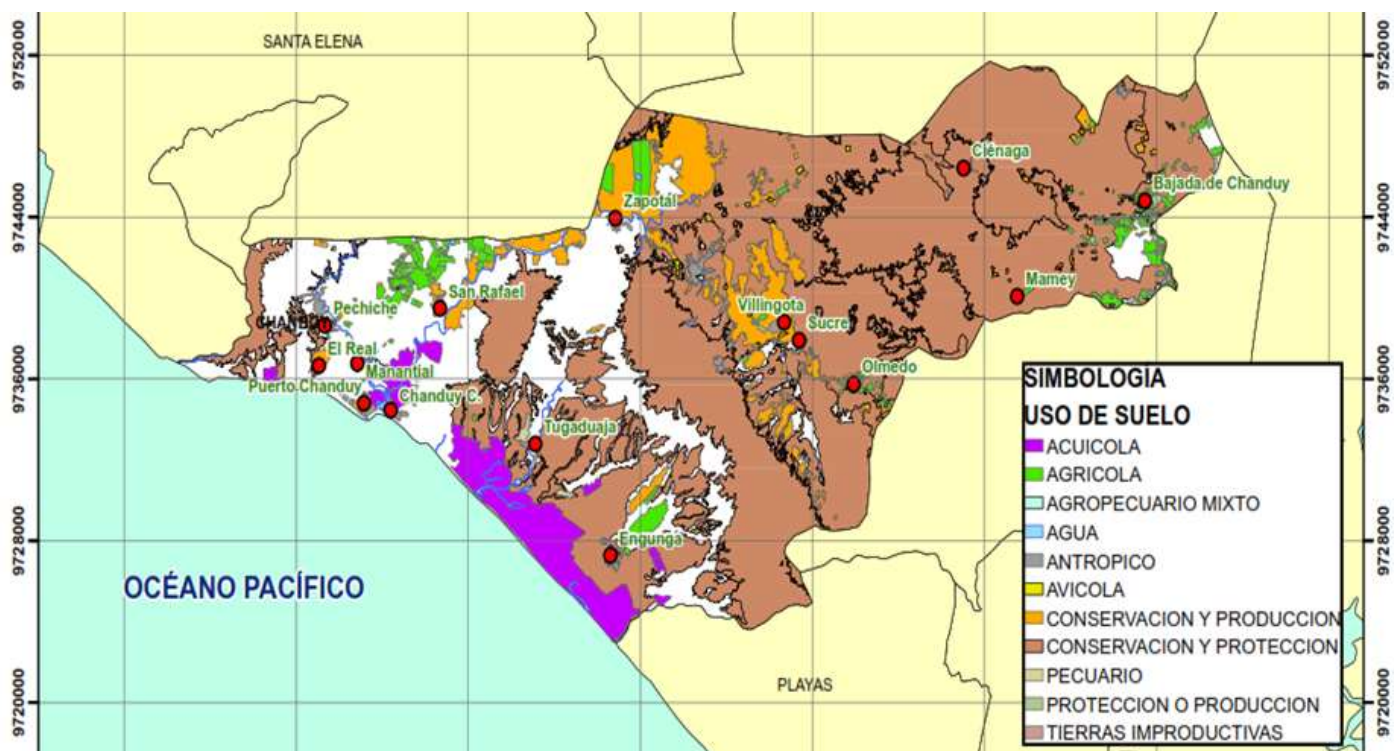 SANTA ELENA
9752000
9752000
Ciénaga
Bajada de Chanduy
Zapotál
9744000
9744000
Mamey
San Rafael
Pechiche
Villingota
Sucre
El Real
Manantial
Olmedo
9736000
9736000
Puerto Chanduy
Chanduy C.
Tugaduaja
Engunga
9728000
9728000
OCÉANO PACÍFICO
PLAYAS
9720000
9720000
SIMBOLOGIA
USO DE SUELO
ACUICOLA
AGRICOLA
AGROPECUARIO MIXTO
AGUA
ANTROPICO
AVICOLA
CONSERVACION Y PRODUCCION
CONSERVACION Y PROTECCION
PECUARIO
PROTECCION O PRODUCCION
TIERRAS IMPRODUCTIVAS